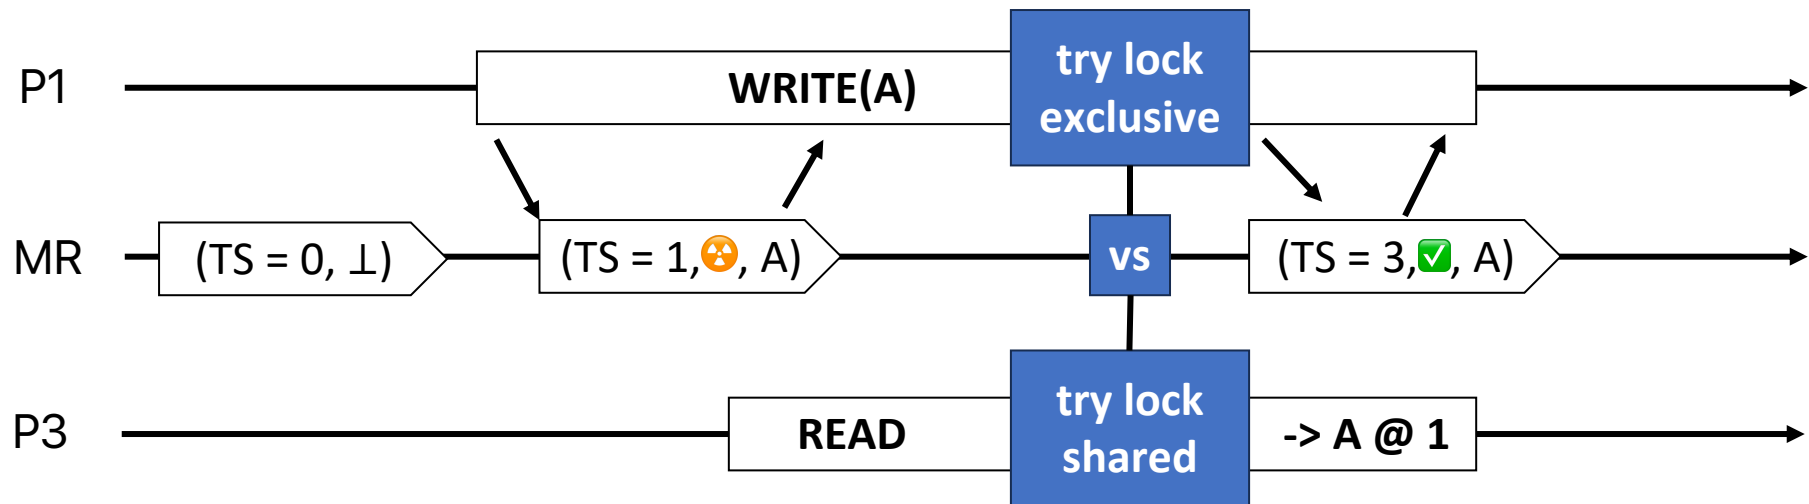 P1
WRITE(A)
try lock
exclusive
MR
(TS = 0, ⊥)
(TS = 1,☢️, A)
vs
(TS = 3,✅, A)
P3
READ
try lock
shared
-> A @ 1